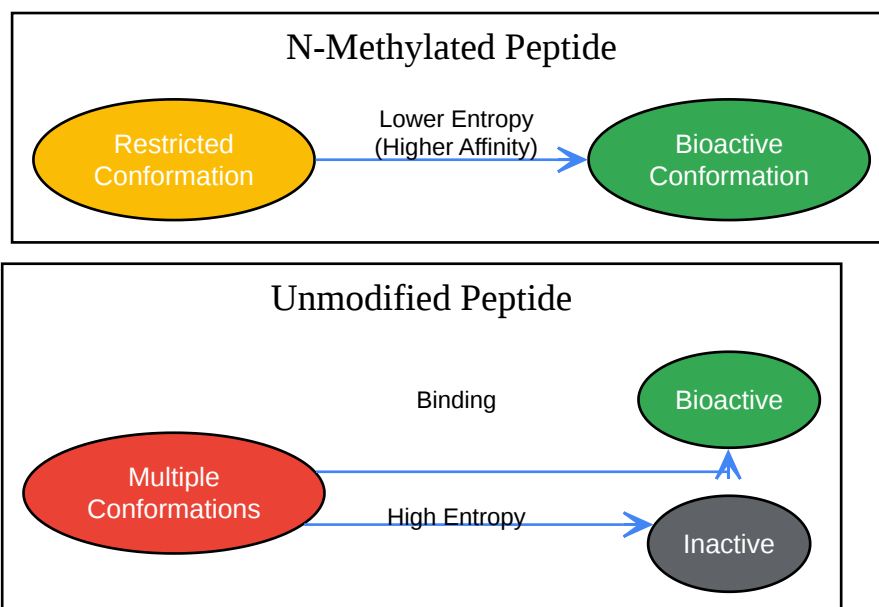 N-Methylated Peptide
Restricted
Conformation
Lower Entropy
(Higher Affinity)
Bioactive
Conformation
Unmodified Peptide
Binding
Bioactive
Multiple
Conformations
High Entropy
Inactive